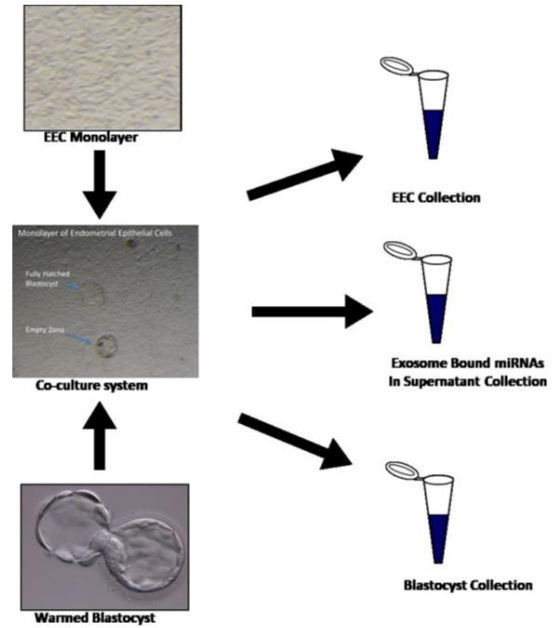 EEC Monolayer
Monolayer of Endometrial Epithelial Cells
Fully Hatched
Blastocyst
Empty Zona
Co-culture system
Warmed Blastocyst
EEC Collection
Exosome Bound miRNAs
In Supernatant Collection
Blastocyst Collection